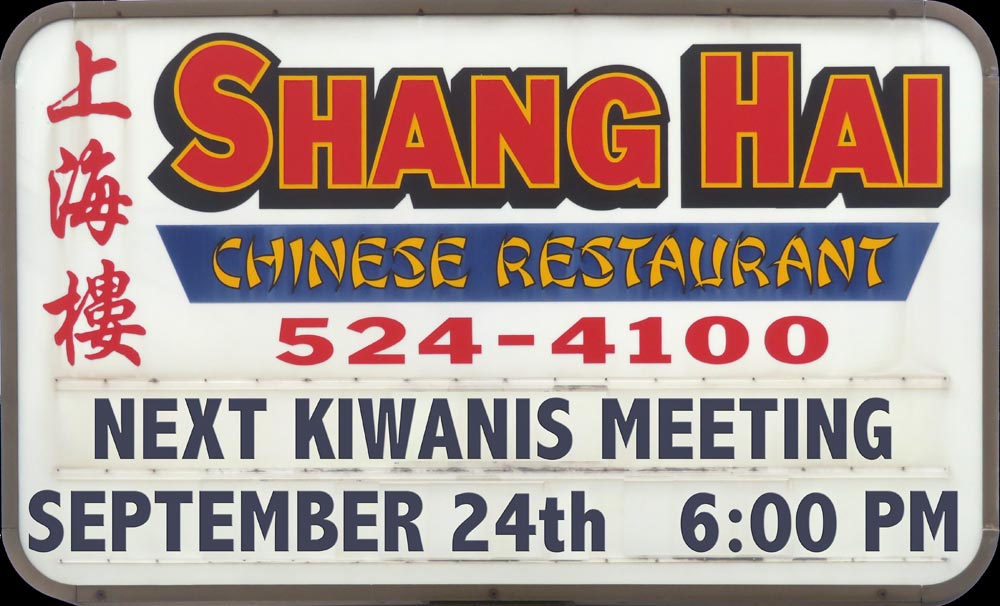 上海樓
SHANG HAI
CHINESE RESTAURANT
524-4100
NEXT KIWANIS MEETING
SEPTEMBER 24th 6:00 PM